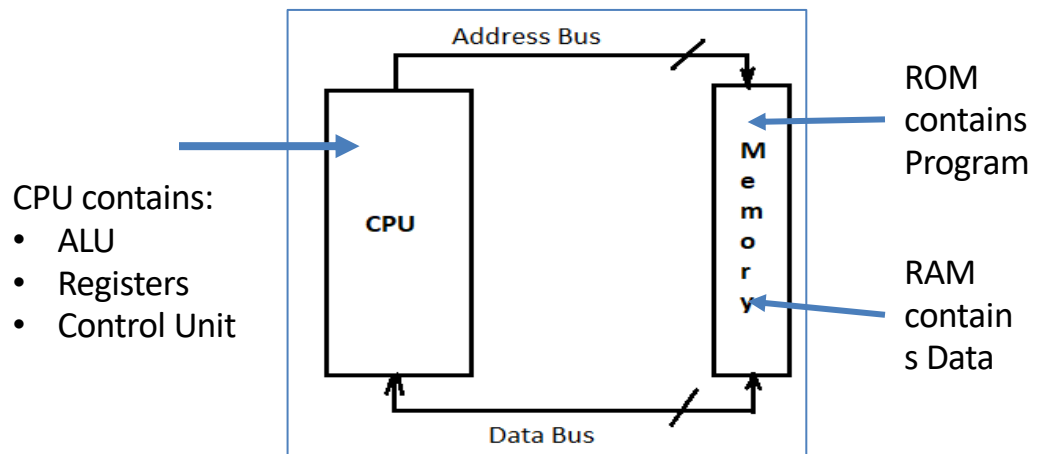 Address Bus
ROM
contains
Program
CPU contains:
• ALU
• Registers
• Control Unit
CPU
M
e
m
o
r
y
RAM
contain
s Data
Data Bus